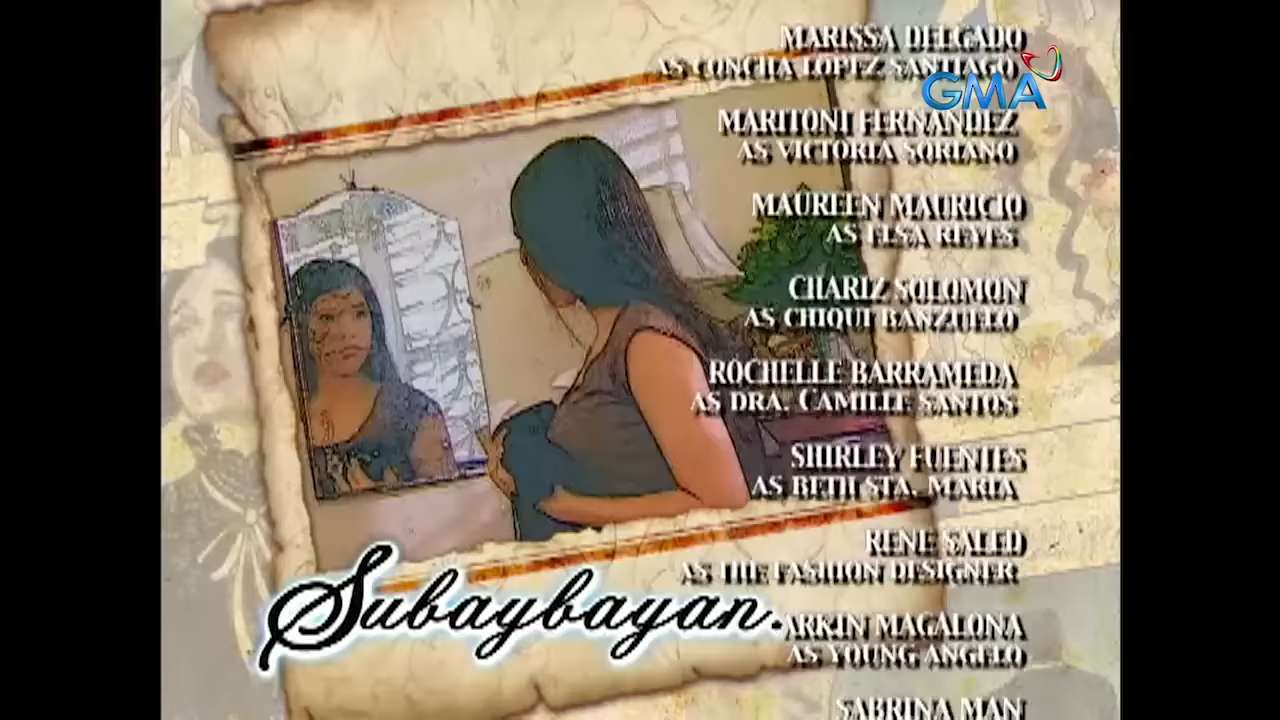 MARISSA DELGADO
AS CONCHA LOPEZ SANTIAGO
GMA
MARITONI FERNANDEZ
AS VICTORIA SORIANO
MAUREEN MAURICIO
AS ELSA REYES
CHARIZ SOLOMON
AS CHIQUI BANZUELO
ROCHELLE BARRAMEDA
AS DRA. CAMILLE SANTOS
SHIRLEY FUENTES
AS BETH STA. MARIA
RENE SALUD
AS THE FASHION DESIGNER
Subaybayan.
ARKIN MAGALONA
AS YOUNG ANGELO
SABRINA MAN